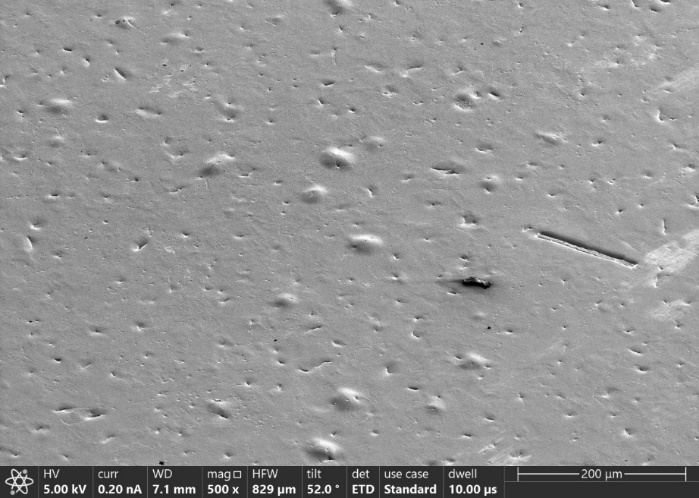 HV curr WD mag HFW tilt det use case dwell
5.00 kV 0.20 nA 7.1 mm 500 x 829 µm 52.0 ° ETD Standard 10.00 µs
200 µm